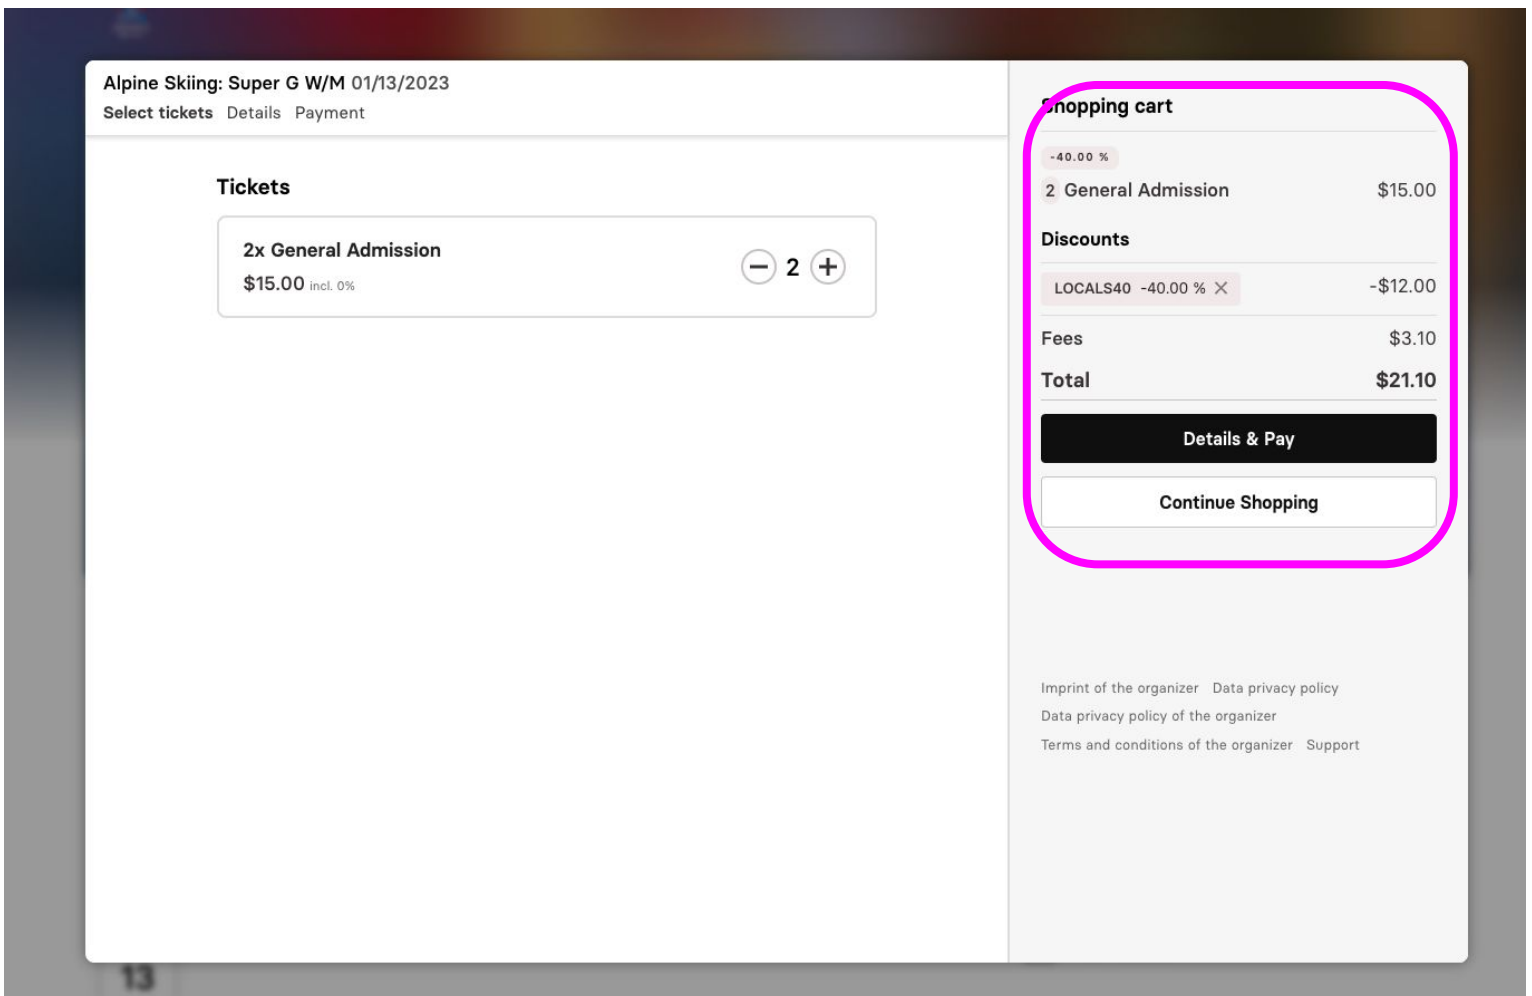 Alpine Skiing: Super G W/M 01/13/2023
Select tickets Details Payment
Tickets
2x General Admission
$15.00 incl. 0%
2
Shopping cart
-40.00 %
2 General Admission $15.00
Discounts
LOCALS40 -40.00 % -$12.00
Fees $3.10
Total $21.10
Details & Pay
Continue Shopping
Imprint of the organizer Data privacy policy
Data privacy policy of the organizer
Terms and conditions of the organizer Support
13